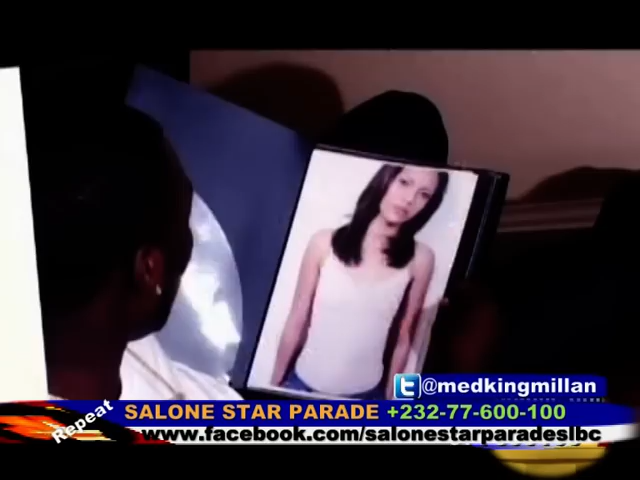 @medkingmillan
Repeat
SALONE STAR PARADE +232-77-600-100
www.facebook.com/salonestarparadeslbc